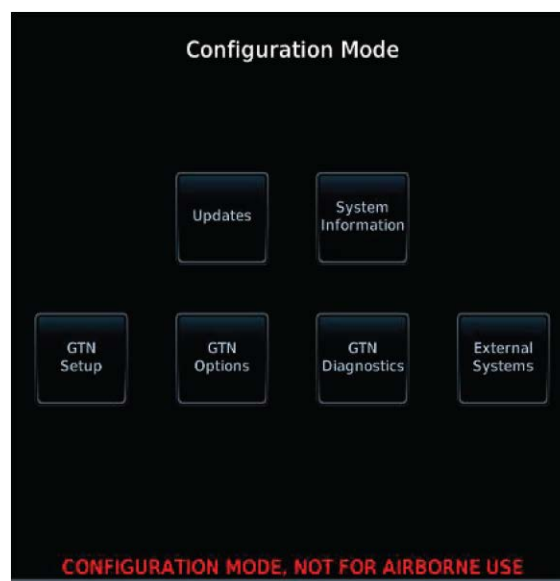 Configuration Mode
Updates
System
Information
GTN
Setup
GTN
Options
GTN
Diagnostics
External
Systems
CONFIGURATION MODE, NOT FOR AIRBORNE USE